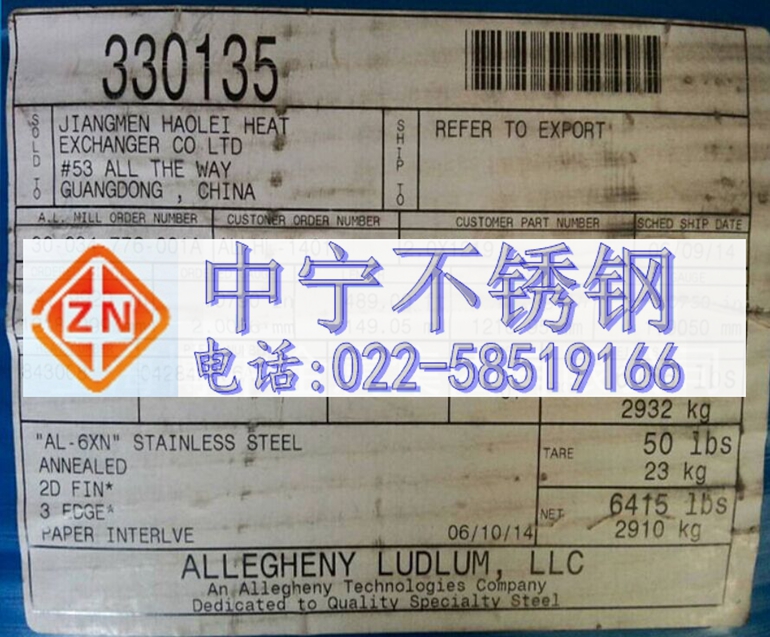 330135
SOLD TO
JIANGMEN HAOLEI HEAT
EXCHANGER CO LTD
#53 ALL THE WAY
GUANGDONG , CHINA
SHIP TO
REFER TO EXPORT
A.L. MILL ORDER NUMBER
CUSTOMER ORDER NUMBER
CUSTOMER PART NUMBER
SCHED SHIP DATE
ZN
中宁不锈钢
电话:022-58519166
2932 kg
"AL-6XN" STAINLESS STEEL
ANNEALED
2D FIN*
3 EDGE*
PAPER INTERLVE
06/10/14
TARE 50 lbs
23 kg
NET 6415 lbs
2910 kg
ALLEGHENY LUDLUM, LLC
An Allegheny Technologies Company
Dedicated to Quality Specialty Steel